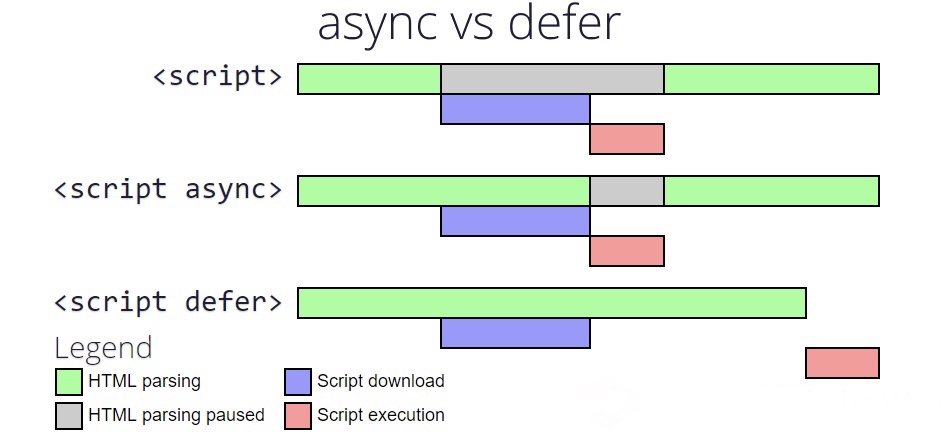 async vs defer
<script>
<script async>
<script defer>
Legend
HTML parsing
Script download
HTML parsing paused
Script execution